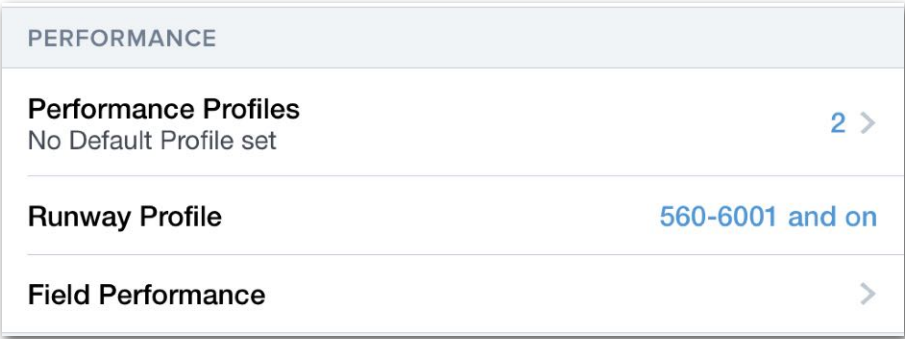 PERFORMANCE
Performance Profiles
No Default Profile set
2
Runway Profile
560-6001 and on
Field Performance